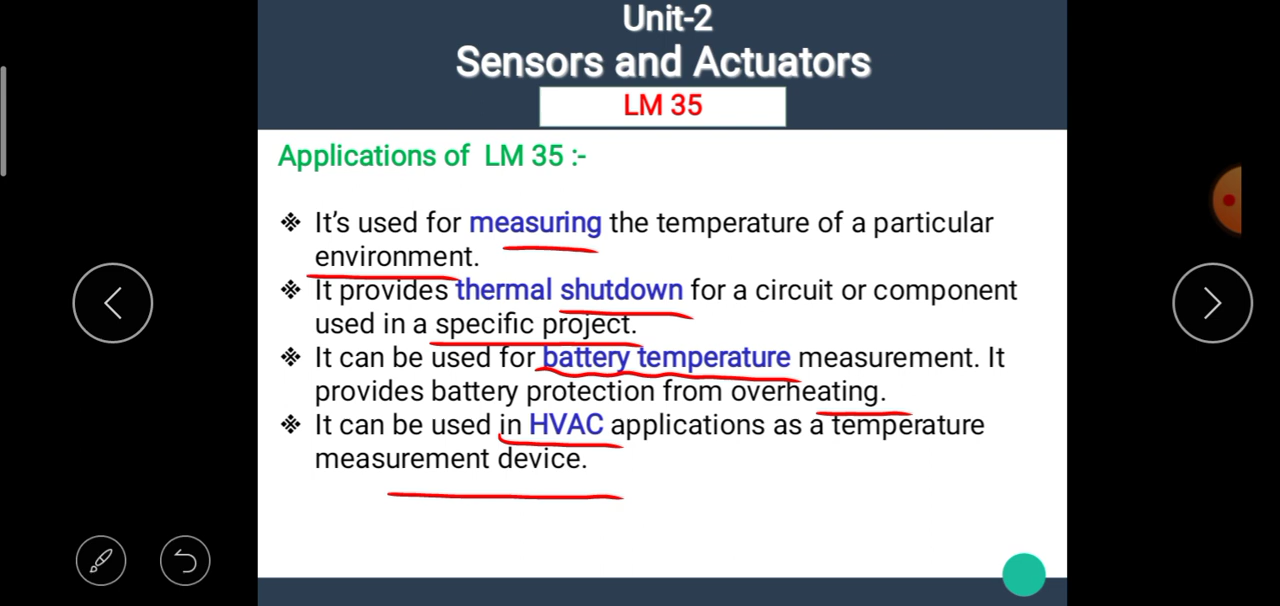 Unit-2
Sensors and Actuators
LM 35
Applications of LM 35 :-
❖ It's used for measuring the temperature of a particular
environment.
❖ It provides thermal shutdown for a circuit or component
used in a specific project.
❖ It can be used for battery temperature measurement. It
provides battery protection from overheating.
❖ It can be used in HVAC applications as a temperature
measurement device.